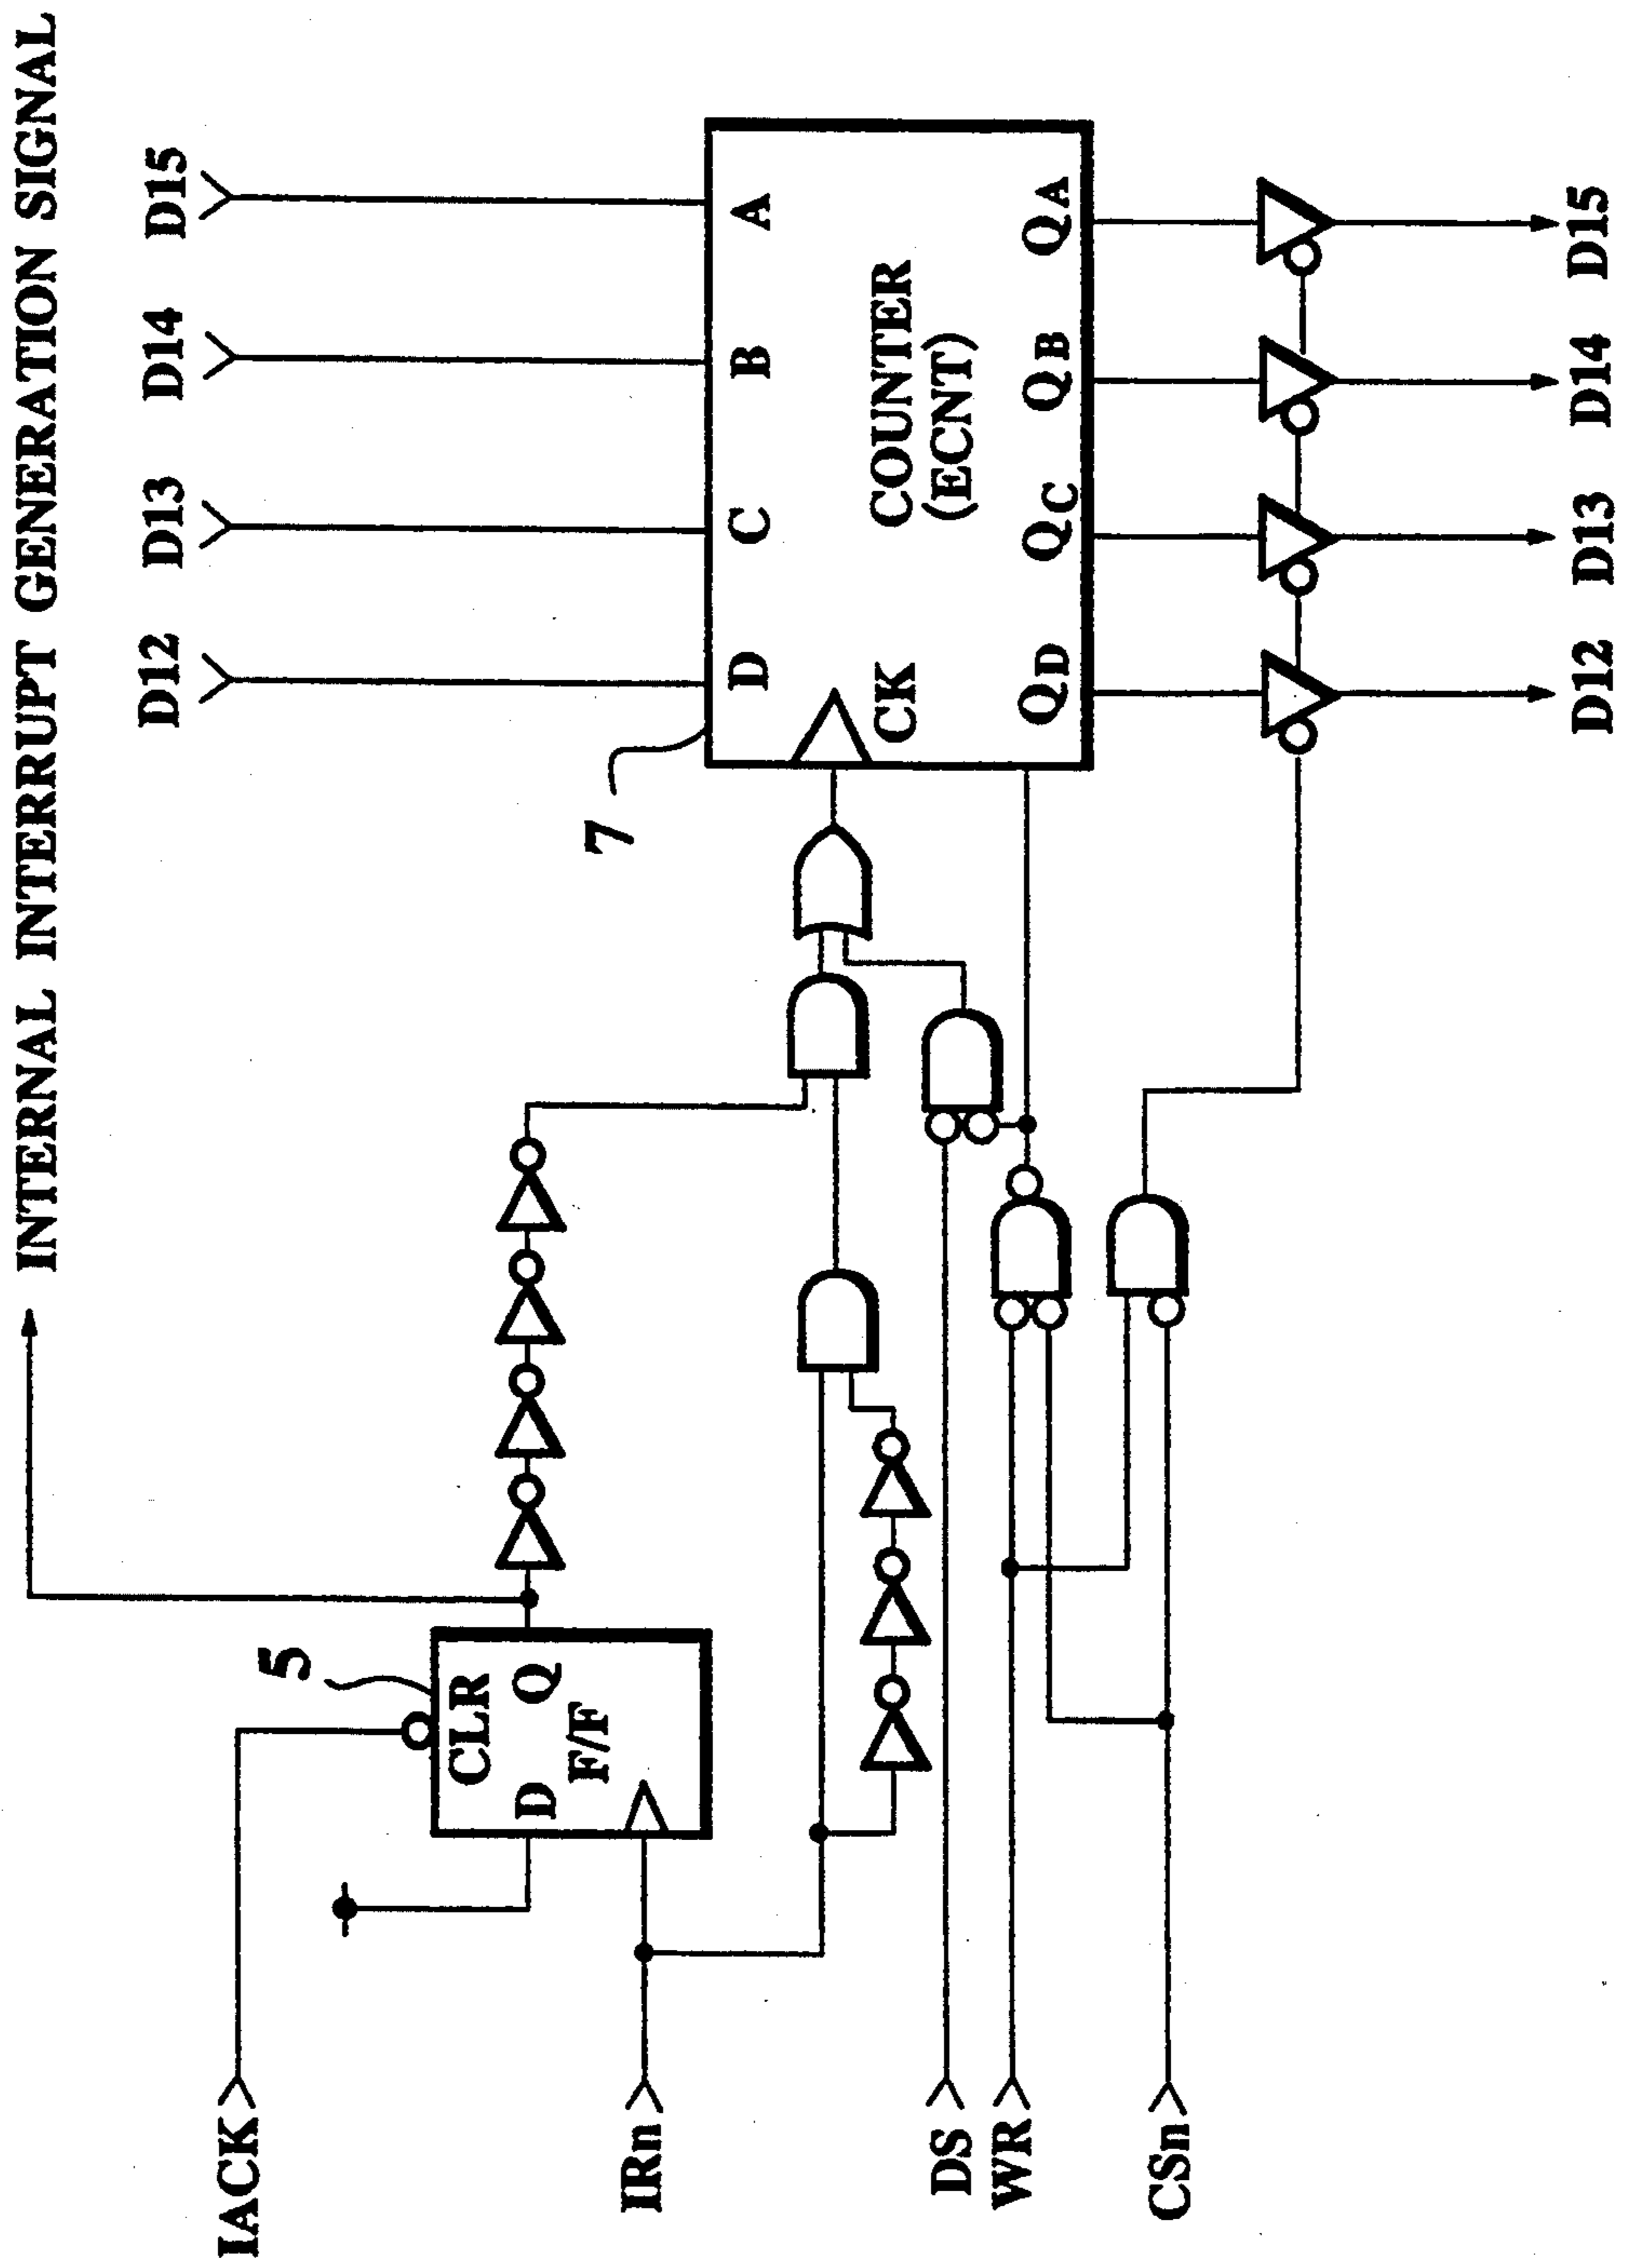 INTERNAL INTERRUPT GENERATION SIGNAL
D12 D13 D14 D15
IACK
5
CLR
D Q
F/F
IRn
7
D C B A
CK
COUNTER
(ECNT)
QD QC QB QA
DS
WR
CSn
D12 D13 D14 D15